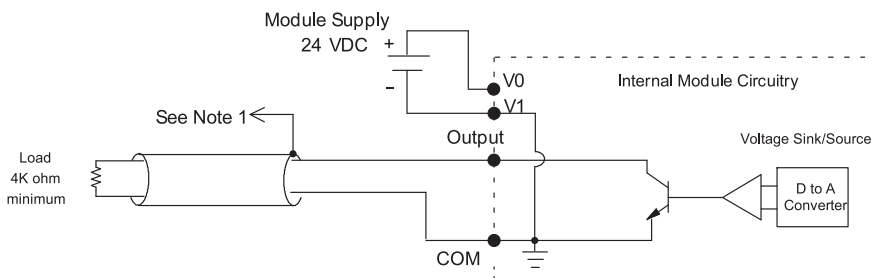 Module Supply
24 VDC
+
-
V0
V1
Internal Module Circuitry
See Note 1
Output
Voltage Sink/Source
Load
4K ohm
minimum
D to A
Converter
COM